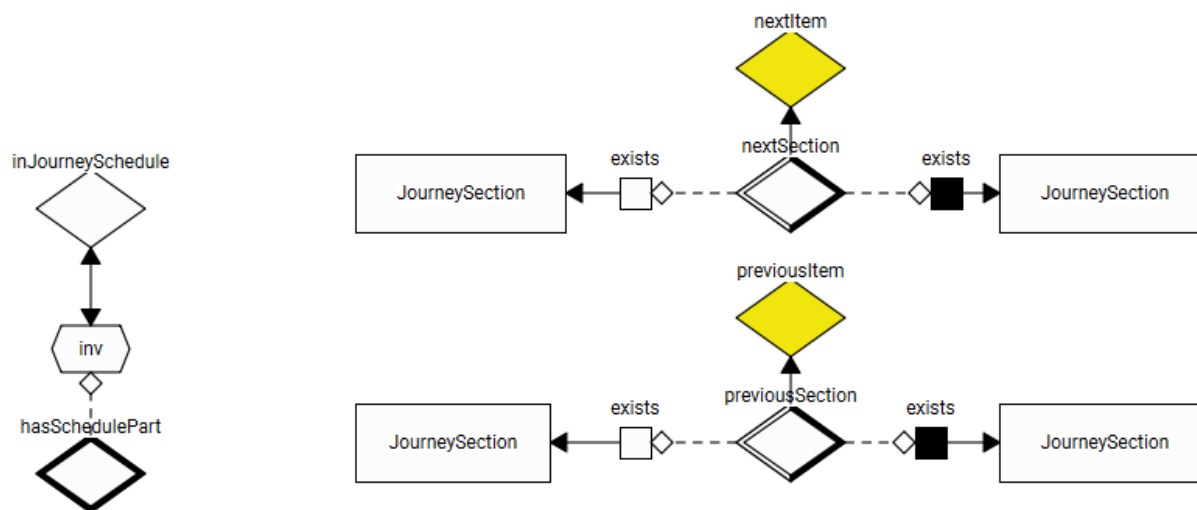 inJourneySchedule
inv
hasSchedulePart
nextItem
exists
nextSection
exists
JourneySection
JourneySection
previousItem
exists
previousSection
exists
JourneySection
JourneySection